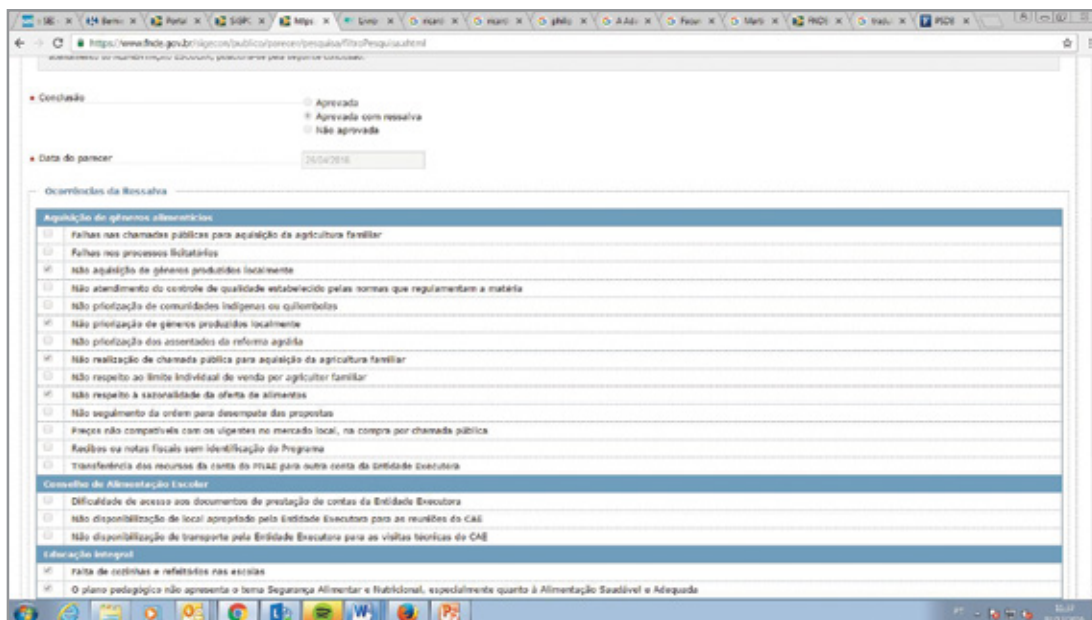 https://www.fnde.gov.br/sigecon/publico/parecer/pesquisa/filtroPesquisa.xhtml
Conclusão
Aprovada
Aprovada com ressalva
Não aprovada
Data do parecer
Ocorrências da Ressalva
Aquisição de gêneros alimentícios
Falhas nas chamadas públicas para aquisição da agricultura familiar
Falhas nos processos licitatórios
Não aquisição de gêneros produzidos localmente
Não atendimento do controle de qualidade estabelecido pelas normas que regulamentam a matéria
Não priorização de comunidades indígenas ou quilombolas
Não priorização de gêneros produzidos localmente
Não priorização dos assentados da reforma agrária
Não realização de chamada pública para aquisição da agricultura familiar
Não respeito ao limite individual de venda por agricultor familiar
Não respeito à sazonalidade da oferta de alimentos
Não seguimento da ordem para desempate das propostas
Preços não compatíveis com os vigentes no mercado local, na compra por chamada pública
Recibos ou notas fiscais sem identificação do Programa
Transferência dos recursos da conta do PNAE para outra conta da Entidade Executora
Conselho de Alimentação Escolar
Dificuldade de acesso aos documentos de prestação de contas da Entidade Executora
Não disponibilização de local apropriado pela Entidade Executora para as reuniões do CAE
Não disponibilização de transporte pela Entidade Executora para as visitas técnicas do CAE
Educação integral
Falta de cozinhas e refeitórios nas escolas
O plano pedagógico não apresenta o tema Segurança Alimentar e Nutricional, especialmente quanto à Alimentação Saudável e Adequada